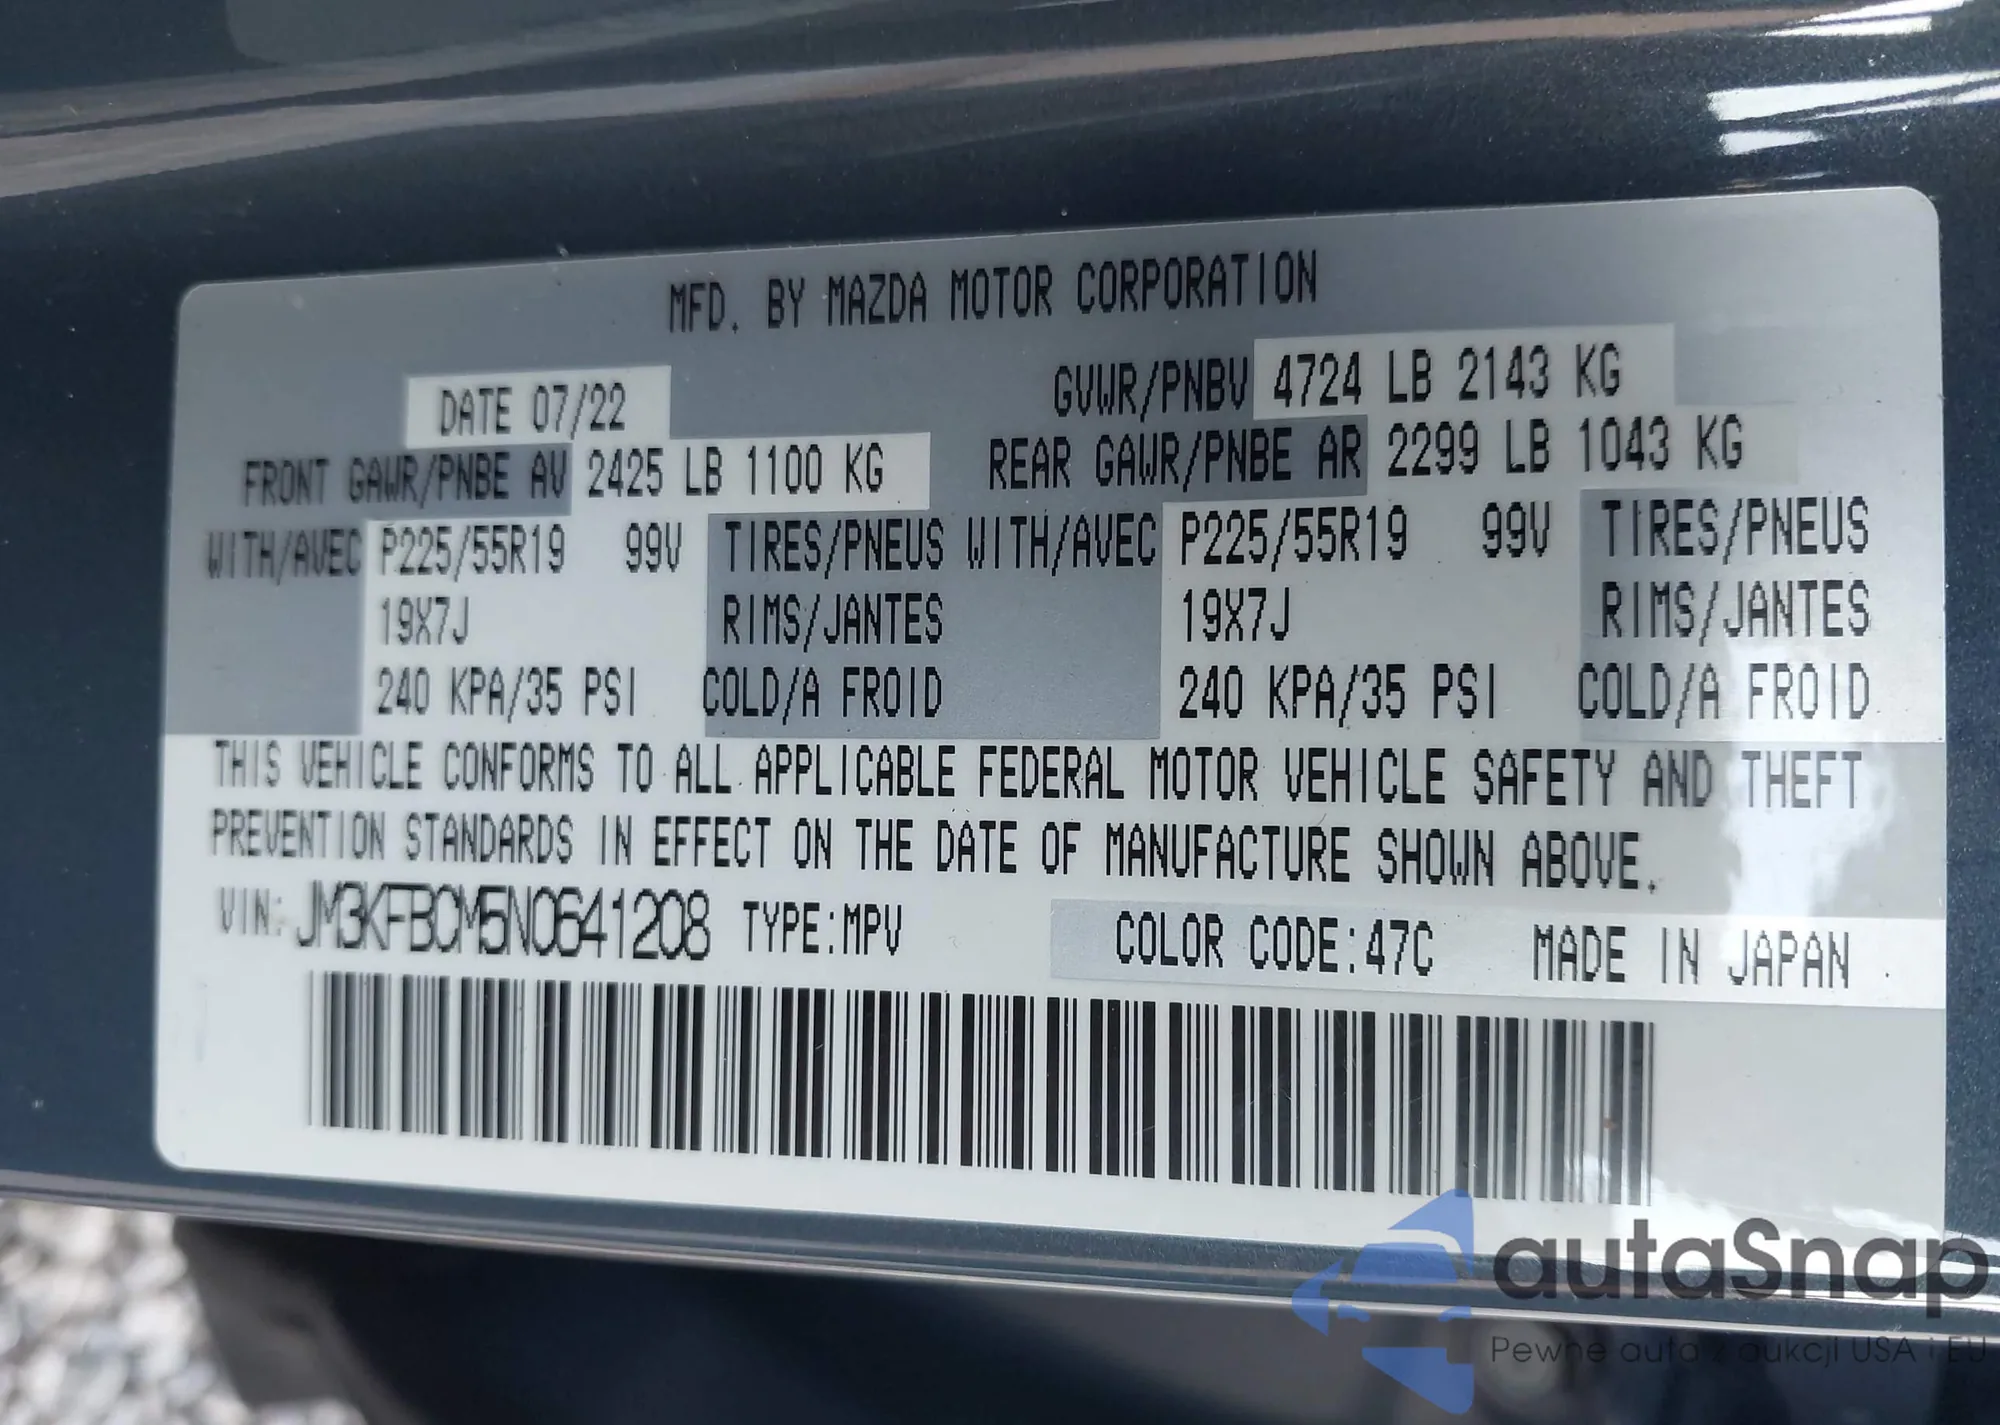 MFD. BY MAZDA MOTOR CORPORATION
DATE 07/22 GVWR/PNBV 4724 LB 2143 KG
FRONT GAWR/PNBE AV 2425 LB 1100 KG REAR GAWR/PNBE AR 2299 LB 1043 KG
WITH/AVEC P225/55R19 99V TIRES/PNEUS WITH/AVEC P225/55R19 99V TIRES/PNEUS
19X7J RIMS/JANTES 19X7J RIMS/JANTES
240 KPA/35 PSI COLD/A FROID 240 KPA/35 PSI COLD/A FROID
THIS VEHICLE CONFORMS TO ALL APPLICABLE FEDERAL MOTOR VEHICLE SAFETY AND THEFT
PREVENTION STANDARDS IN EFFECT ON THE DATE OF MANUFACTURE SHOWN ABOVE.
VIN: JM3KFBCM5N0641208 TYPE:MPV COLOR CODE:47C MADE IN JAPAN
autaSnap
Pewne auta z aukcji USA i EU